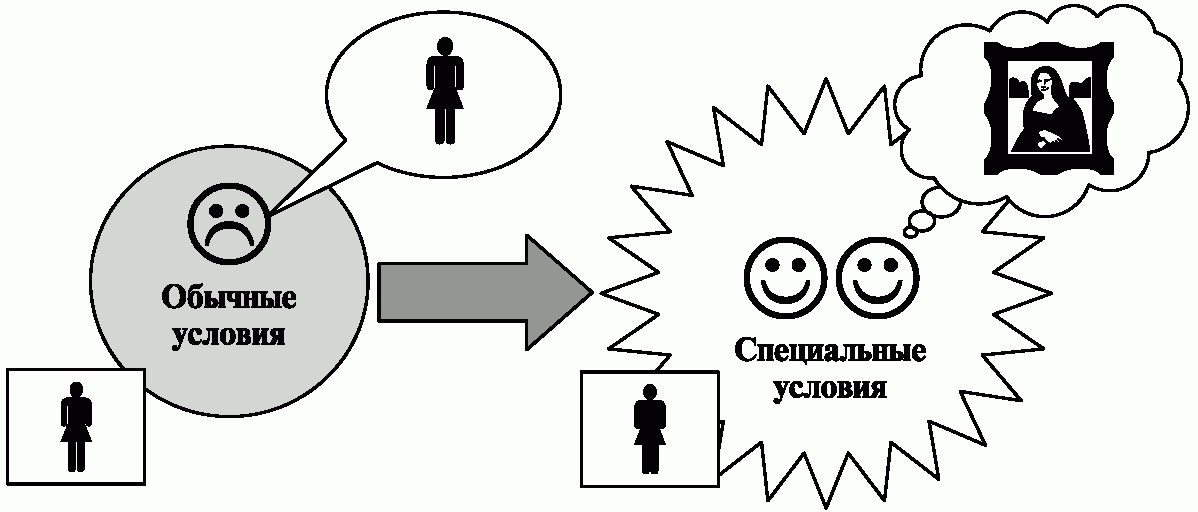 Обычные
условия
Специальные
условия